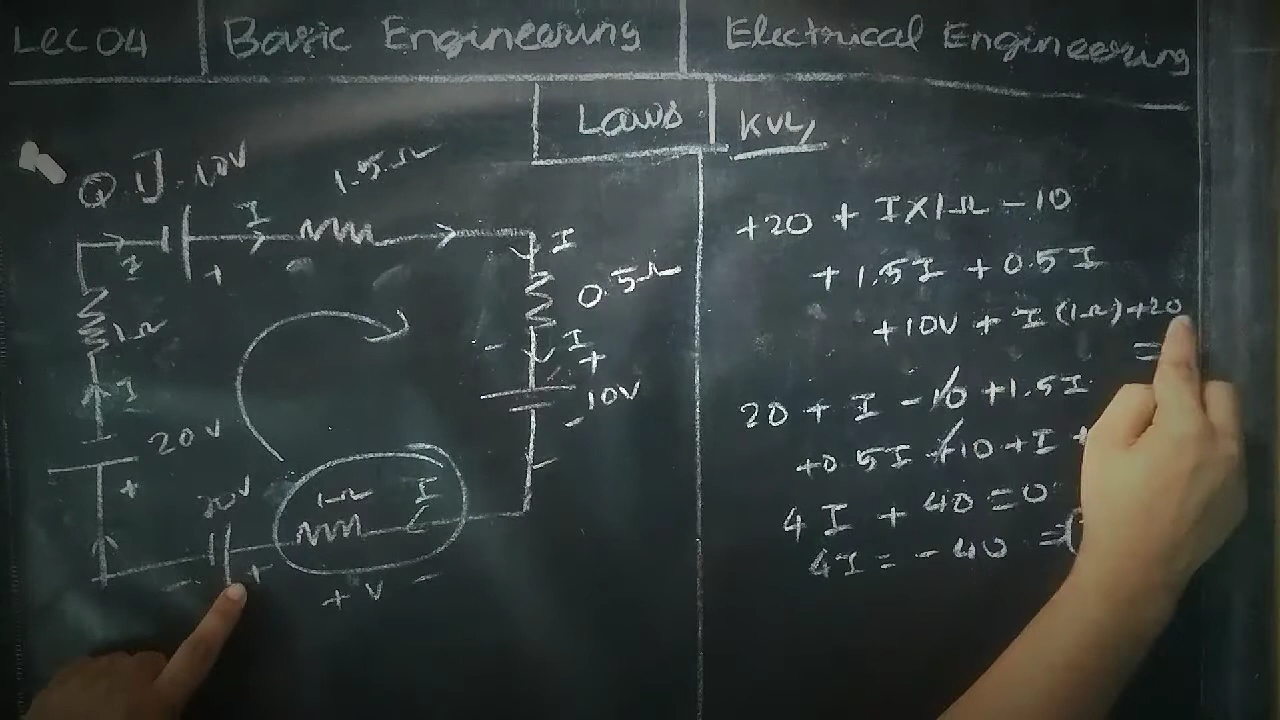 Lec 04 Basic Engineering Electrical Engineering
Laws KVL,
Q.1]. 10V 1.5Ω
I
I
+
I
0.5Ω
1Ω
I
- I
+
10V
-
I
20V
+
20V
1Ω I
- +
+ V -
+20 + I×1Ω - 10
+ 1.5I + 0.5I
+10V + I(1Ω)+20
=
20 + I - 10 + 1.5I
+0.5I +10 + I +
4I + 40 = 0
4I = - 40 ⇒